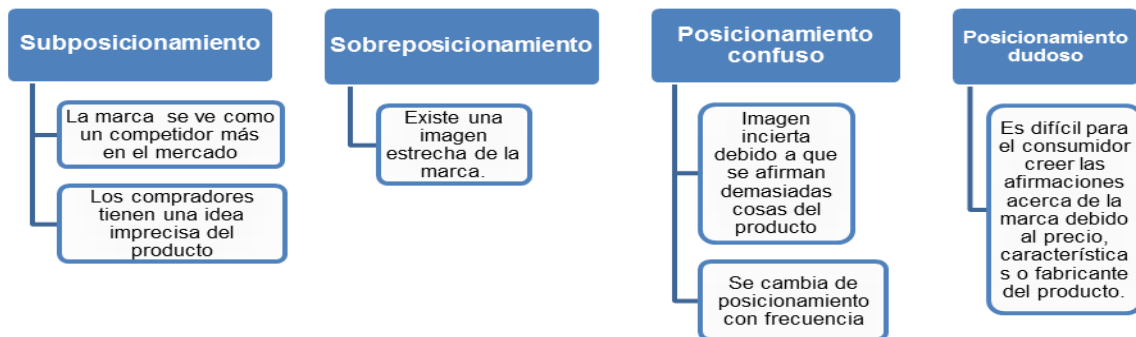 Subposicionamiento
La marca se ve como
un competidor más
en el mercado
Los compradores
tienen una idea
imprecisa del
producto
Sobreposicionamiento
Existe una
imagen
estrecha de la
marca.
Posicionamiento
confuso
Imagen
incierta
debido a que
se afirman
demasiadas
cosas del
producto
Se cambia de
posicionamiento
con frecuencia
Posicionamiento
dudoso
Es difícil para
el consumidor
creer las
afirmaciones
acerca de la
marca debido
al precio,
característica
s o fabricante
del producto.